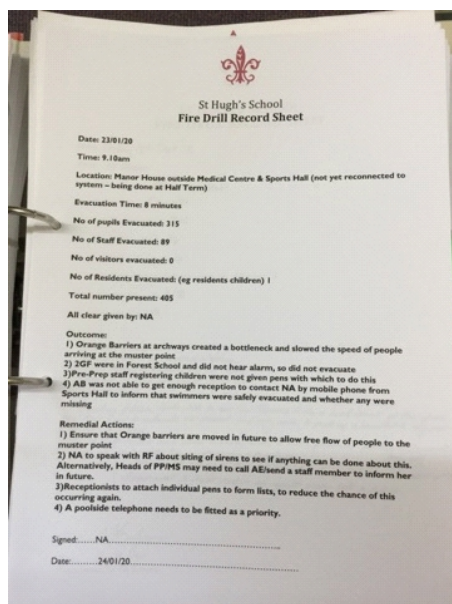 St Hugh's School
Fire Drill Record Sheet
Date: 23/01/20
Time: 9.10am
Location: Manor House outside Medical Centre & Sports Hall (not yet reconnected to
system – being done at Half Term)
Evacuation Time: 8 minutes
No of pupils Evacuated: 315
No of Staff Evacuated: 89
No of visitors evacuated: 0
No of Residents Evacuated: (eg residents children) 1
Total number present: 405
All clear given by: NA
Outcome:
1) Orange Barriers at archways created a bottleneck and slowed the speed of people
arriving at the muster point
2) 2GF were in Forest School and did not hear alarm, so did not evacuate
3)Pre-Prep staff registering children were not given pens with which to do this
4) AB was not able to get enough reception to contact NA by mobile phone from
Sports Hall to inform that swimmers were safely evacuated and whether any were
missing
Remedial Actions:
1) Ensure that Orange barriers are moved in future to allow free flow of people to the
muster point
2) NA to speak with RF about siting of sirens to see if anything can be done about this.
Alternatively, Heads of PP/MS may need to call AE/send a staff member to inform her
in future.
3)Receptionists to attach individual pens to form lists, to reduce the chance of this
occurring again.
4) A poolside telephone needs to be fitted as a priority.
Signed:......NA..........................................................
Date:.........24/01/20..........................................................